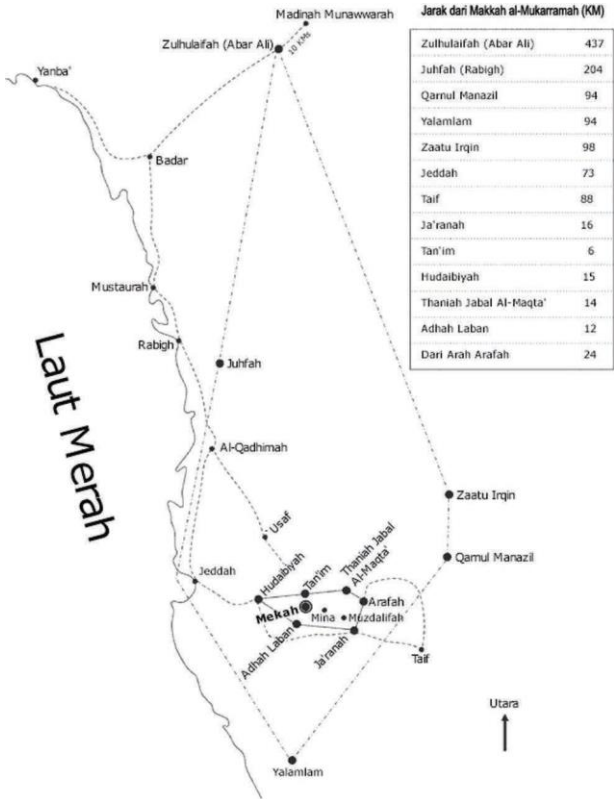 Jarak dari Makkah al-Mukarramah (KM)
Zulhulaifah (Abar Ali) 437
Juhfah (Rabigh) 204
Qarnul Manazil 94
Yalamlam 94
Zaatu Irqin 98
Jeddah 73
Taif 88
Ja'ranah 16
Tan'im 6
Hudaibiyah 15
Thaniah Jabal Al-Maqta' 14
Adhah Laban 12
Dari Arah Arafah 24
Madinah Munawwarah
Zulhulaifah (Abar Ali)
10 KMs
Yanba'
Badar
Mustaurah
Rabigh
Laut Merah
Juhfah
Al-Qadhimah
Usaf
Zaatu Irqin
Qamul Manazil
Jeddah
Hudaibiyah
Tan'im
Thaniah Jabal
Al-Maqta'
Mekah
Mina
Muzdalifah
Arafah
Adhah Laban
Ja'ranah
Taif
Utara
Yalamlam